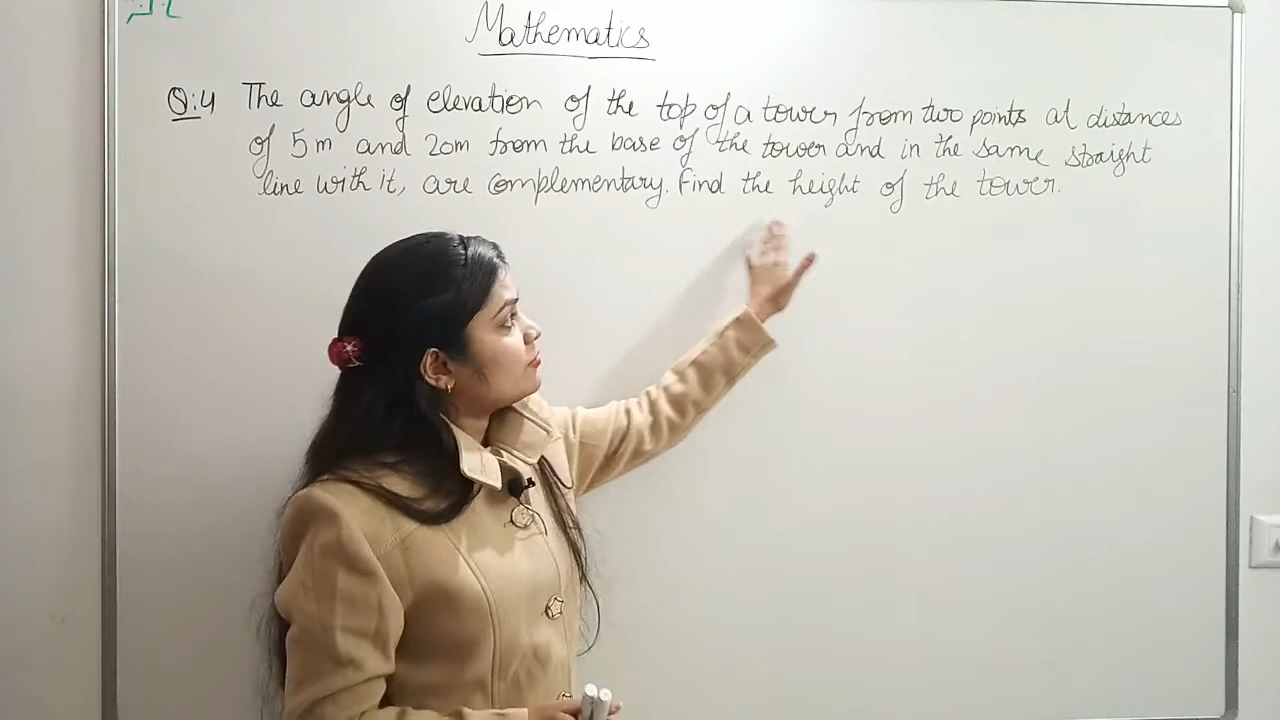 Mathematics
Q:4 The angle of elevation of the top of a tower from two points at distances
of 5m and 20m from the base of the tower and in the same straight
line with it, are complementary. Find the height of the tower.